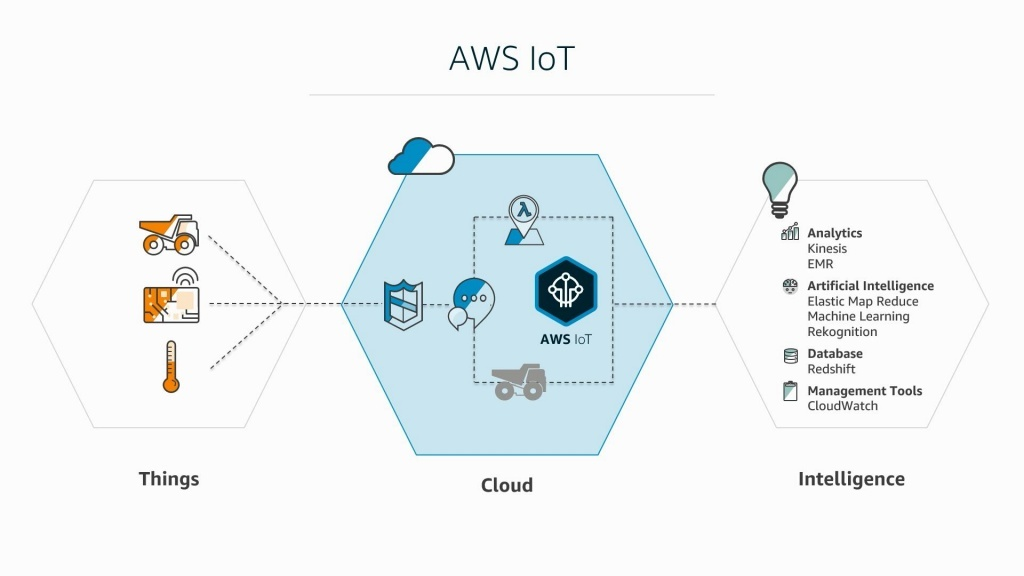 AWS IoT
λ
AWS IoT
Analytics
Kinesis
EMR
Artificial Intelligence
Elastic Map Reduce
Machine Learning
Rekognition
Database
Redshift
Management Tools
CloudWatch
Things
Cloud
Intelligence